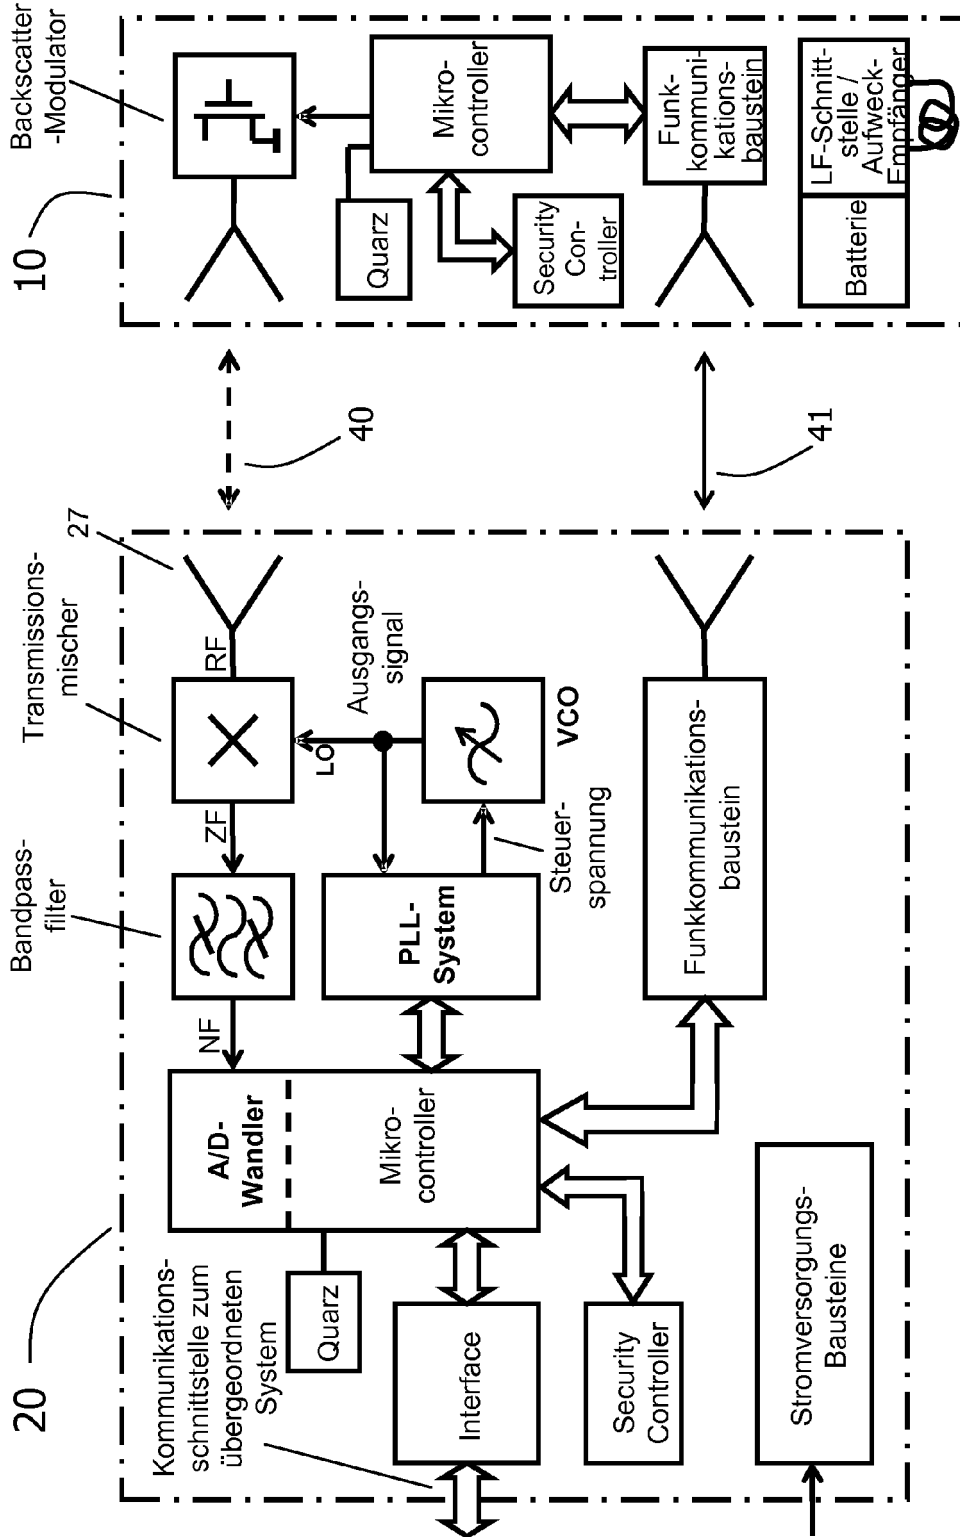 20
Kommunikations-
schnittstelle zum
übergeordneten
System
Quarz
Interface
Security
Controller
Stromversorgungs-
Bausteine
A/D-
Wandler
Mikro-
controller
NF
Bandpass-
filter
ZF
PLL-
System
Steuer-
spannung
VCO
Transmissions-
mischer
LO
RF
Ausgangs-
signal
27
Funkkommunikations-
baustein
40
41
10
Backscatter
-Modulator
Quarz
Mikro-
controller
Security
Con-
troller
Funk-
kommuni-
kations-
baustein
Batterie
LF-Schnitt-
stelle /
Aufweck-
Empfänger